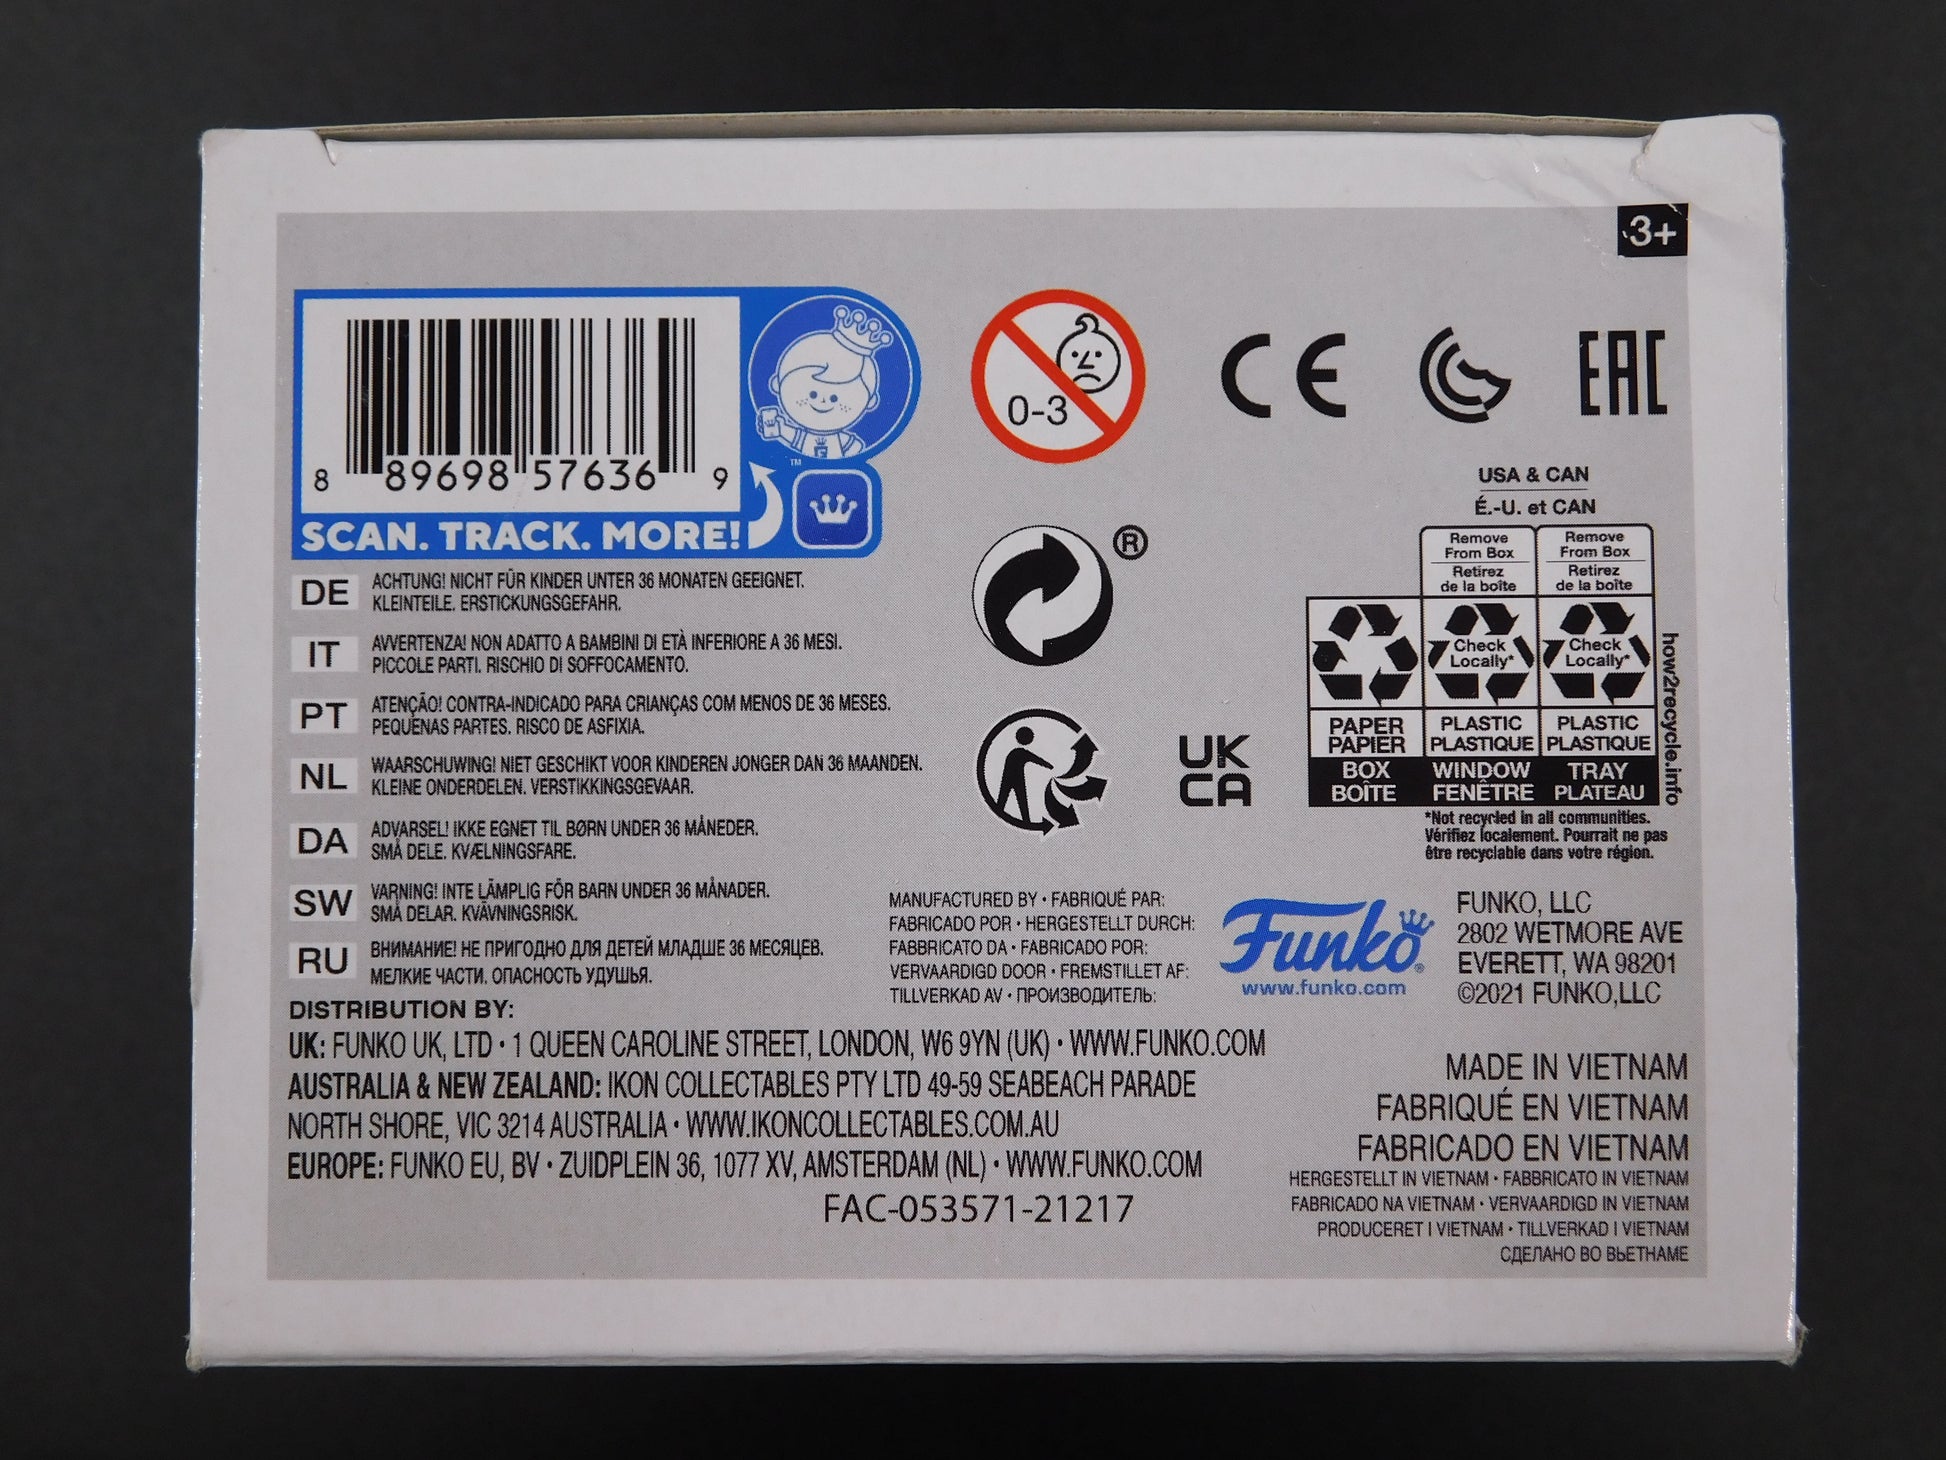 3+
8 89698 57636 9
™
SCAN. TRACK. MORE!
0-3
CE
EAC
USA & CAN
É.-U. et CAN
Remove From Box
Retirez de la boîte
Remove From Box
Retirez de la boîte
Check Locally*
Check Locally*
PAPER
PAPIER
PLASTIC
PLASTIQUE
PLASTIC
PLASTIQUE
BOX
BOÎTE
WINDOW
FENÊTRE
TRAY
PLATEAU
how2recycle.info
*Not recycled in all communities.
Vérifiez localement. Pourrait ne pas
être recyclable dans votre région.
®
UK
CA
DE ACHTUNG! NICHT FÜR KINDER UNTER 36 MONATEN GEEIGNET.
KLEINTEILE. ERSTICKUNGSGEFAHR.
IT AVVERTENZA! NON ADATTO A BAMBINI DI ETÀ INFERIORE A 36 MESI.
PICCOLE PARTI. RISCHIO DI SOFFOCAMENTO.
PT ATENÇÃO! CONTRA-INDICADO PARA CRIANÇAS COM MENOS DE 36 MESES.
PEQUENAS PARTES. RISCO DE ASFIXIA.
NL WAARSCHUWING! NIET GESCHIKT VOOR KINDEREN JONGER DAN 36 MAANDEN.
KLEINE ONDERDELEN. VERSTIKKINGSGEVAAR.
DA ADVARSEL! IKKE EGNET TIL BØRN UNDER 36 MÅNEDER.
SMÅ DELE. KVÆLNINGSFARE.
SW VARNING! INTE LÄMPLIG FÖR BARN UNDER 36 MÅNADER.
SMÅ DELAR. KVÄVNINGSRISK.
RU ВНИМАНИЕ! НЕ ПРИГОДНО ДЛЯ ДЕТЕЙ МЛАДШЕ 36 МЕСЯЦЕВ.
МЕЛКИЕ ЧАСТИ. ОПАСНОСТЬ УДУШЬЯ.
MANUFACTURED BY • FABRIQUÉ PAR:
FABRICADO POR • HERGESTELLT DURCH:
FABBRICATO DA • FABRICADO POR:
VERVAARDIGD DOOR • FREMSTILLET AF:
TILLVERKAD AV • ПРОИЗВОДИТЕЛЬ:
Funko®
www.funko.com
FUNKO, LLC
2802 WETMORE AVE
EVERETT, WA 98201
©2021 FUNKO,LLC
DISTRIBUTION BY:
UK: FUNKO UK, LTD • 1 QUEEN CAROLINE STREET, LONDON, W6 9YN (UK) • WWW.FUNKO.COM
AUSTRALIA & NEW ZEALAND: IKON COLLECTABLES PTY LTD 49-59 SEABEACH PARADE
NORTH SHORE, VIC 3214 AUSTRALIA • WWW.IKONCOLLECTABLES.COM.AU
EUROPE: FUNKO EU, BV • ZUIDPLEIN 36, 1077 XV, AMSTERDAM (NL) • WWW.FUNKO.COM
FAC-053571-21217
MADE IN VIETNAM
FABRIQUÉ EN VIETNAM
FABRICADO EN VIETNAM
HERGESTELLT IN VIETNAM • FABBRICATO IN VIETNAM
FABRICADO NA VIETNAM • VERVAARDIGD IN VIETNAM
PRODUCERET I VIETNAM • TILLVERKAD I VIETNAM
СДЕЛАНО ВО ВЬЕТНАМЕ